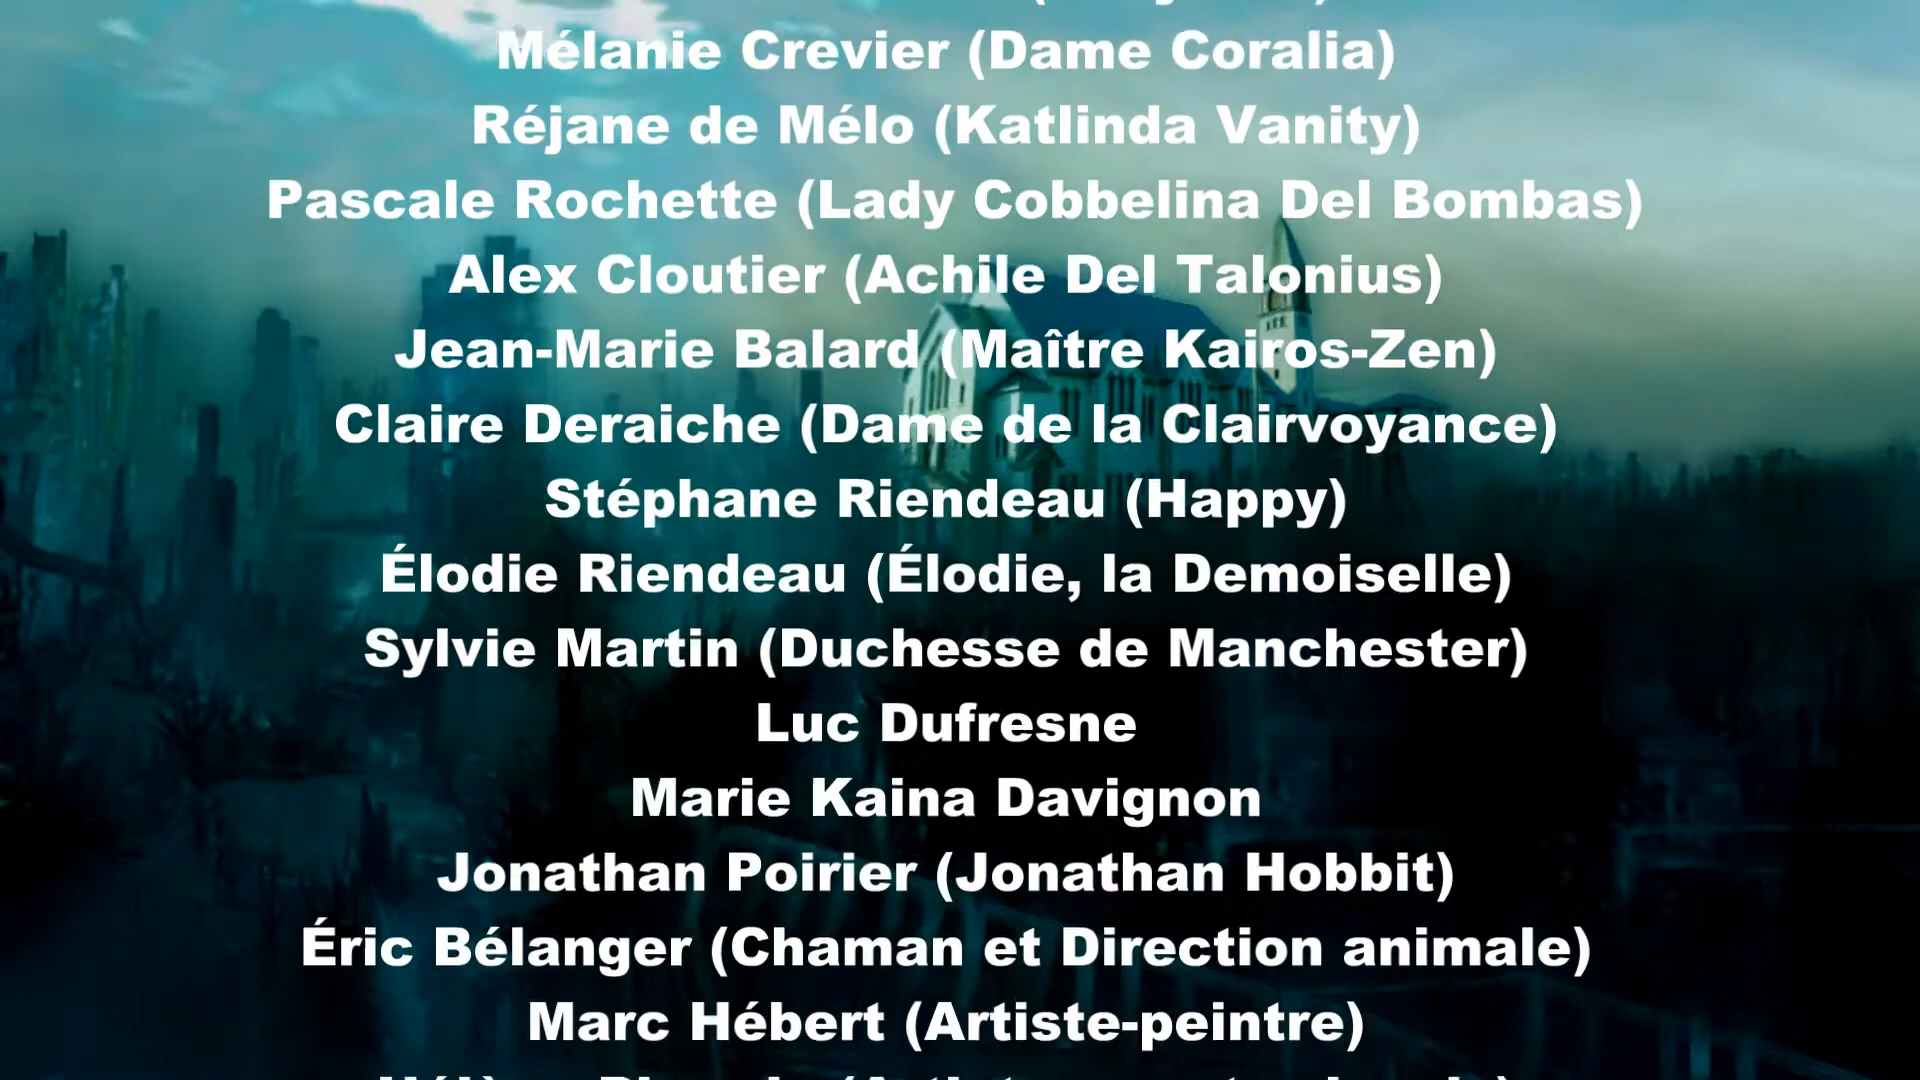 Mélanie Crevier (Dame Coralia)
Réjane de Mélo (Katlinda Vanity)
Pascale Rochette (Lady Cobbelina Del Bombas)
Alex Cloutier (Achile Del Talonius)
Jean-Marie Balard (Maître Kairos-Zen)
Claire Deraiche (Dame de la Clairvoyance)
Stéphane Riendeau (Happy)
Élodie Riendeau (Élodie, la Demoiselle)
Sylvie Martin (Duchesse de Manchester)
Luc Dufresne
Marie Kaina Davignon
Jonathan Poirier (Jonathan Hobbit)
Éric Bélanger (Chaman et Direction animale)
Marc Hébert (Artiste-peintre)